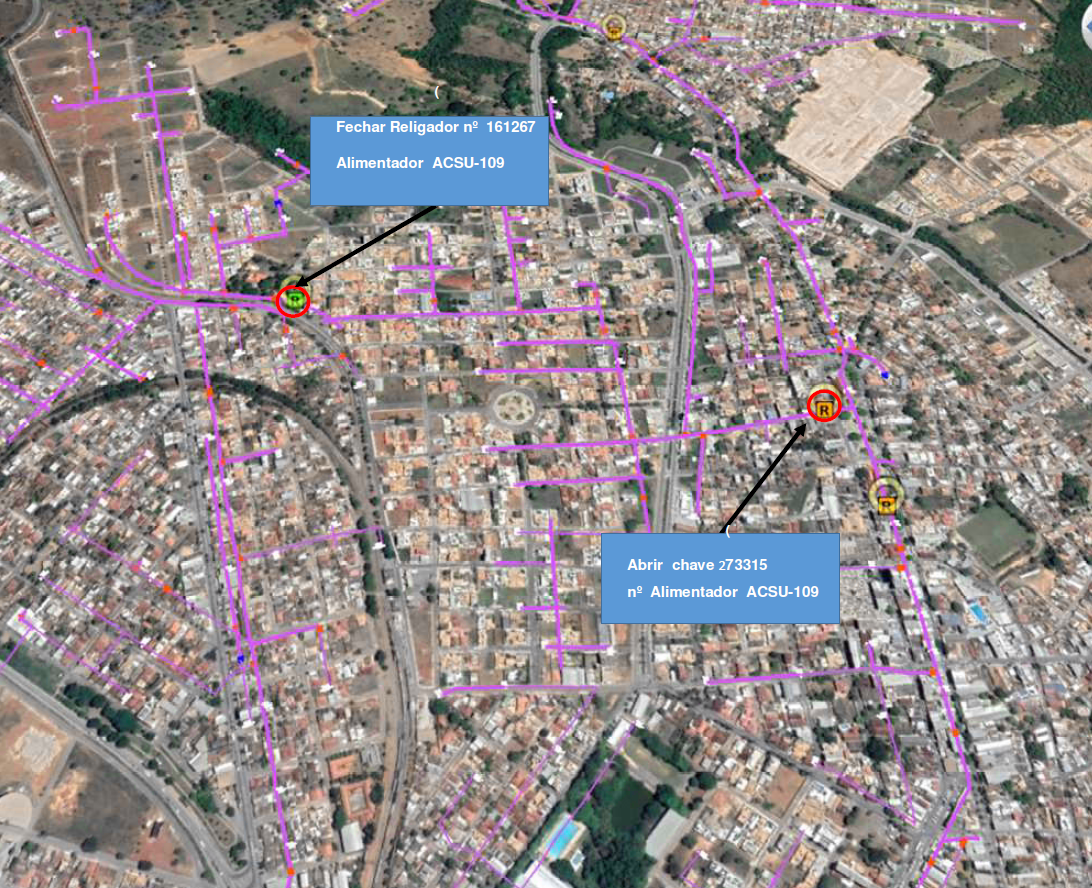 (
Fechar Religador nº 161267
Alimentador ACSU-109
R
R
R
(
Abrir chave 273315
nº Alimentador ACSU-109